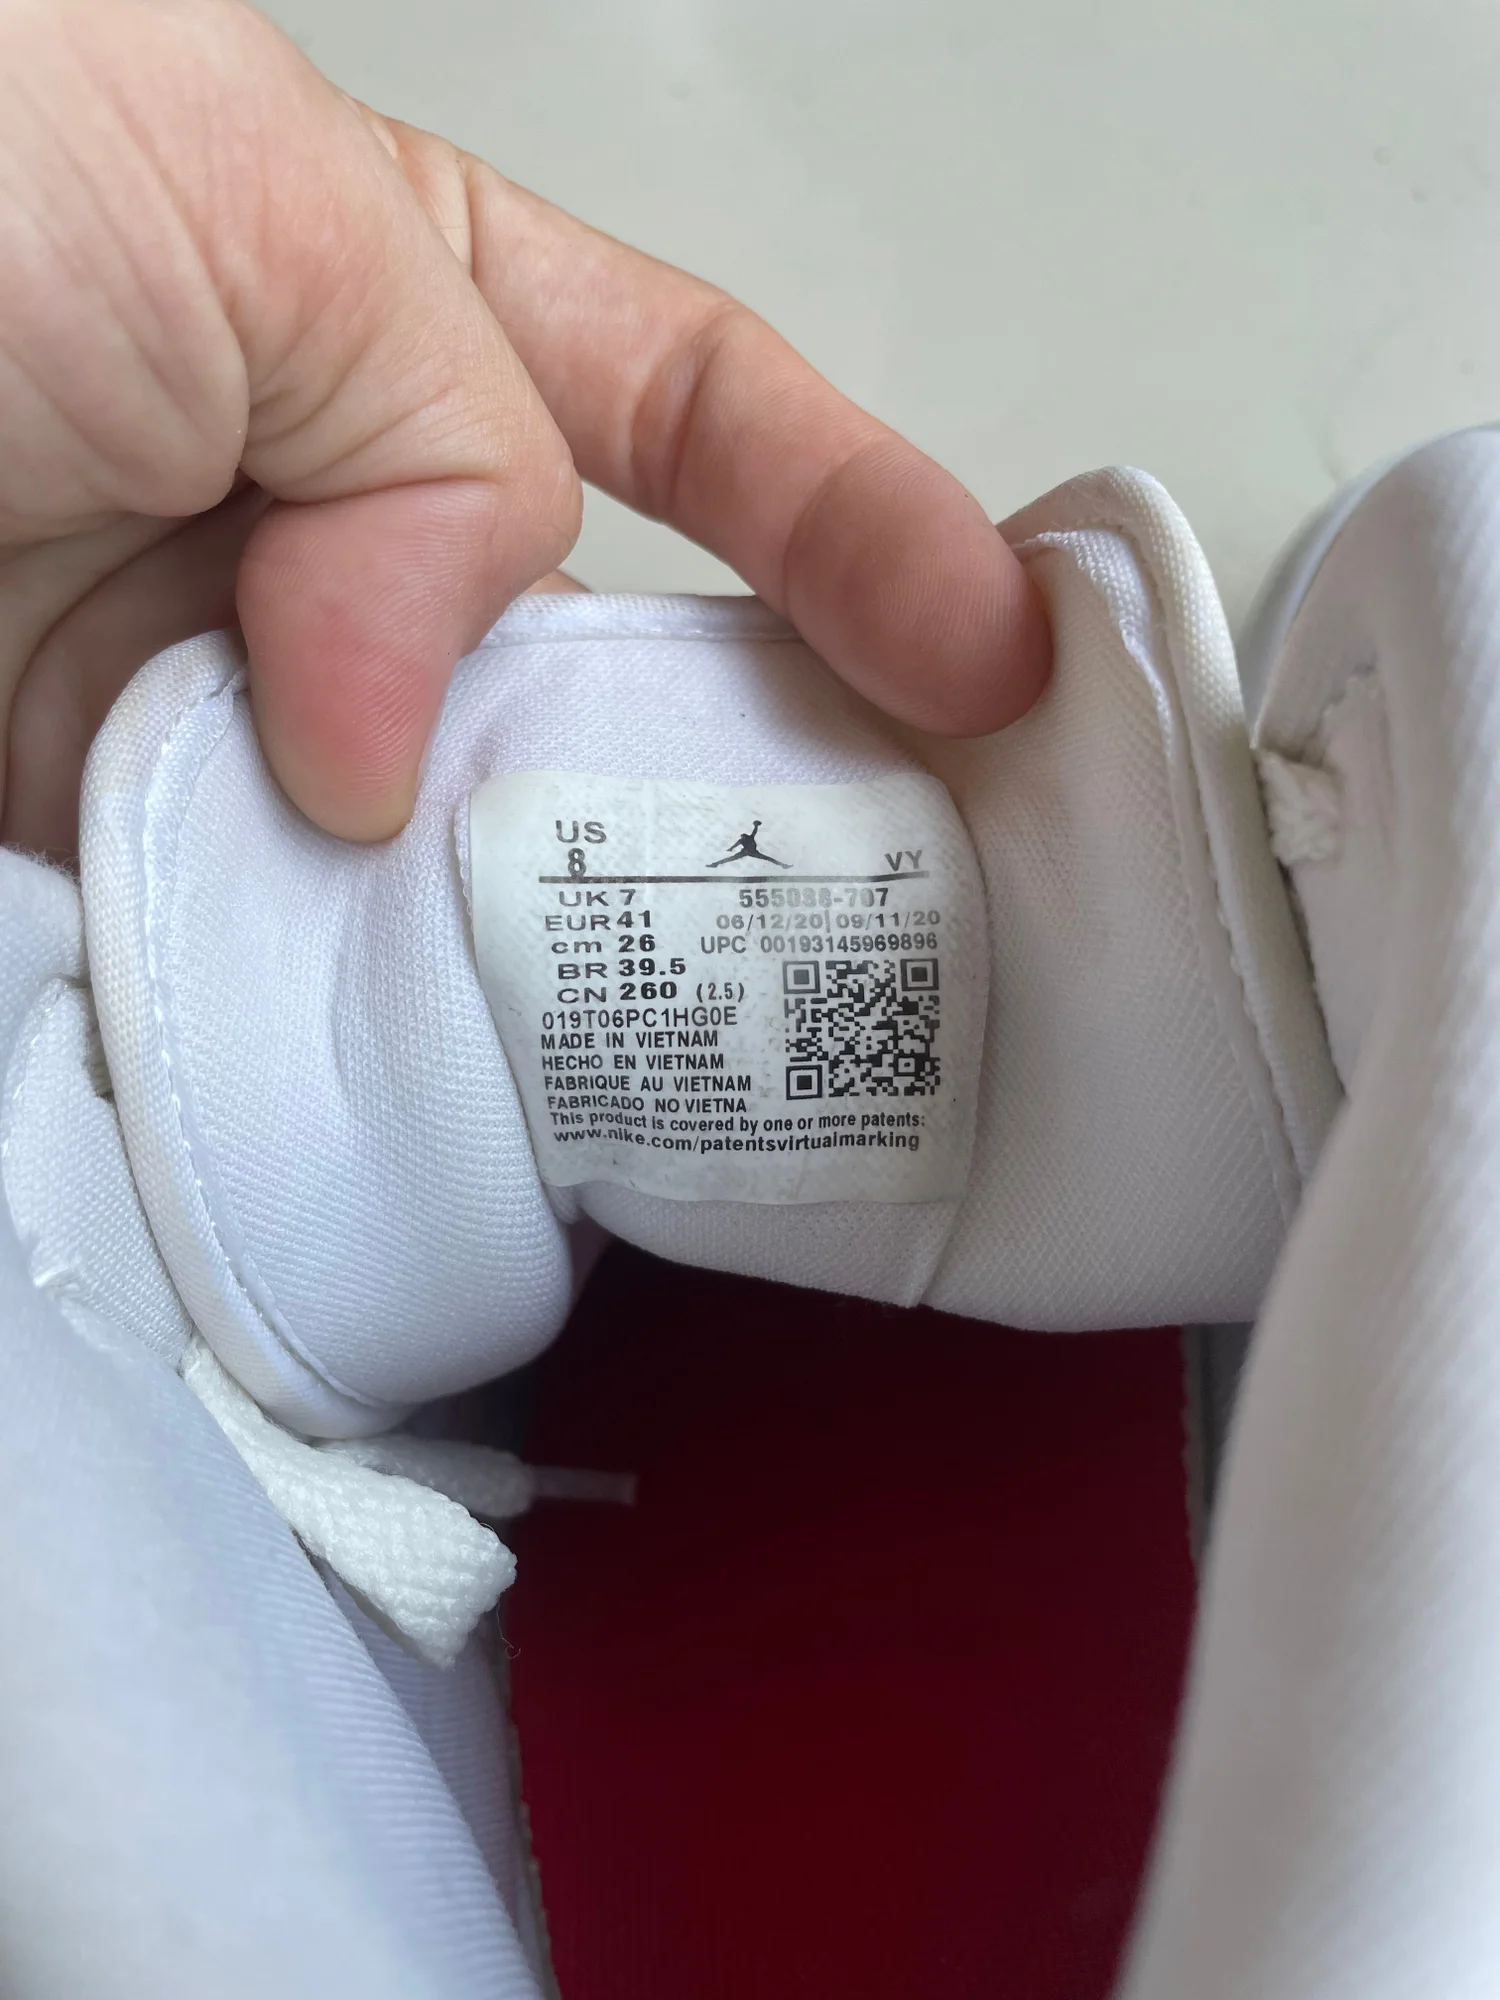 US
8 VY
UK 7 555088-707
EUR 41 06/12/20|09/11/20
cm 26 UPC 00193145969896
BR 39.5
CN 260 (2.5)
019T06PC1HG0E
MADE IN VIETNAM
HECHO EN VIETNAM
FABRIQUE AU VIETNAM
FABRICADO NO VIETNA
This product is covered by one or more patents:
www.nike.com/patentsvirtualmarking